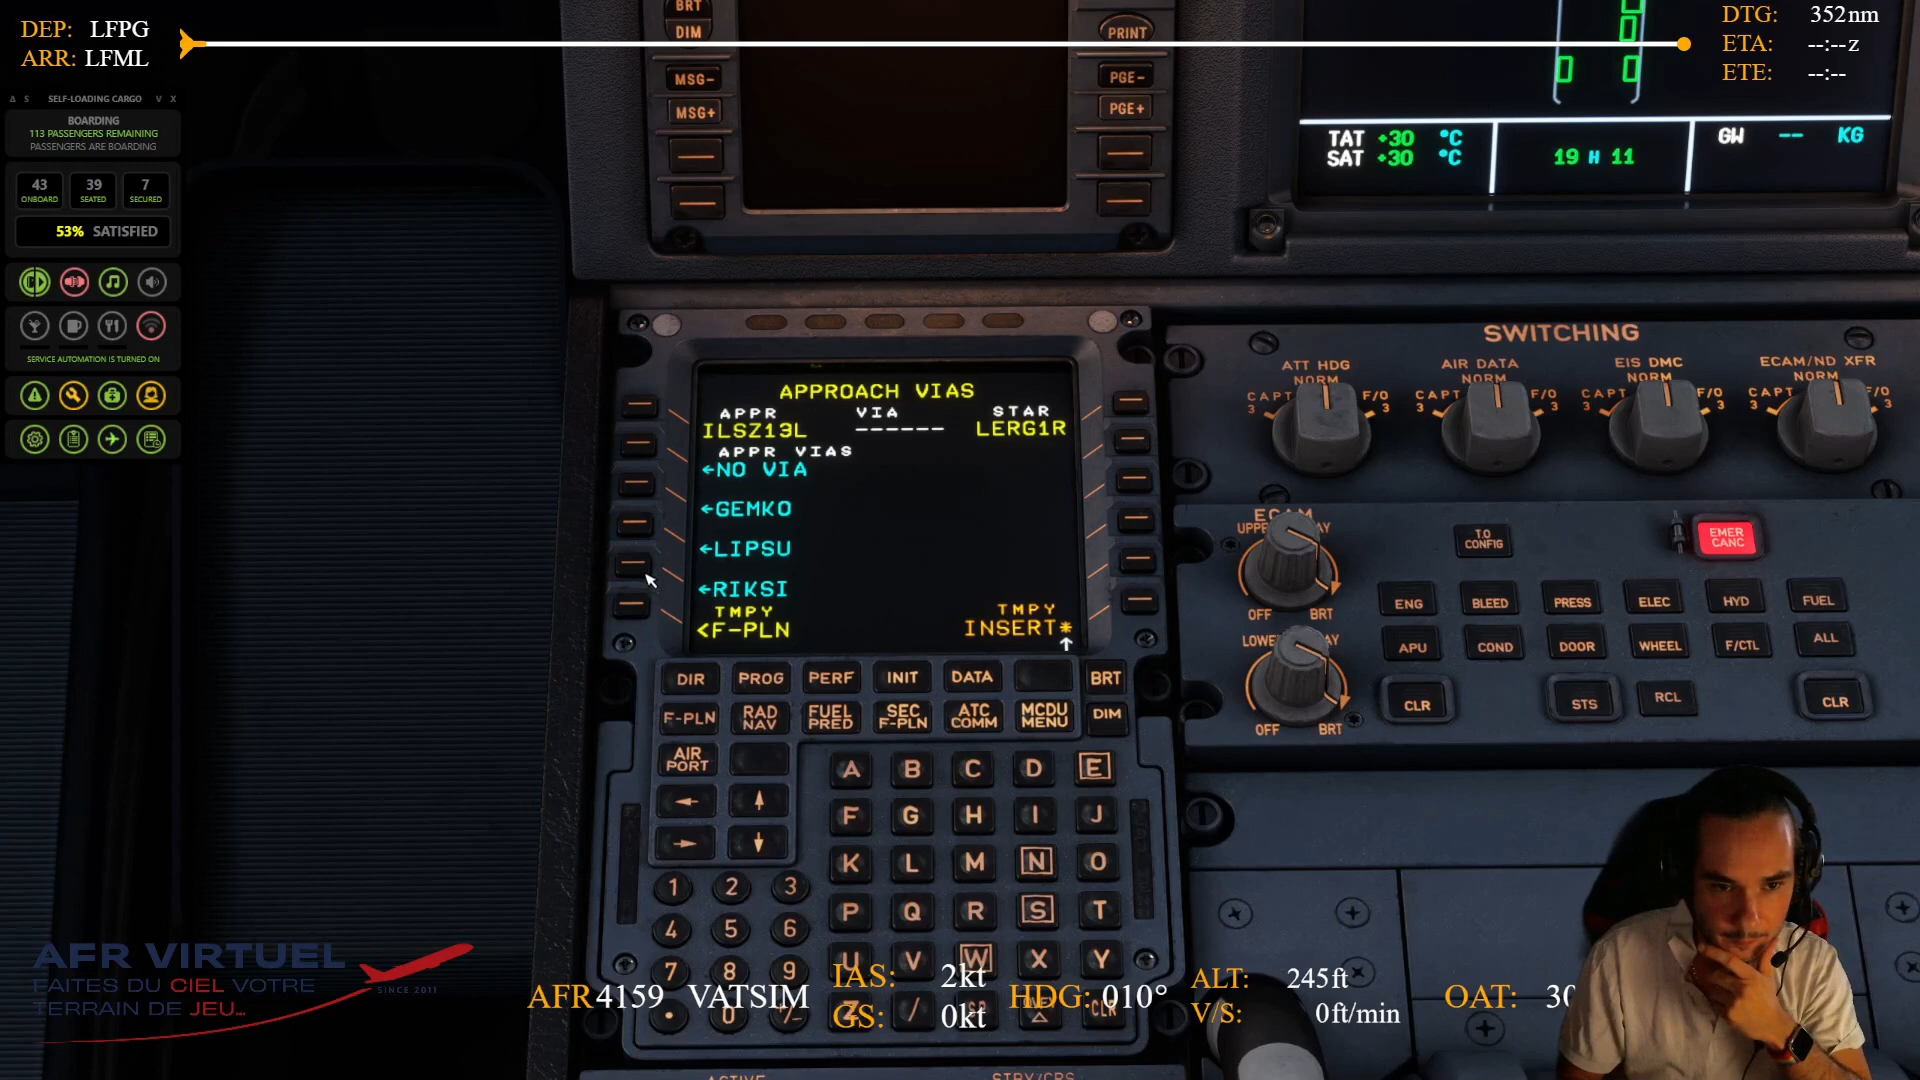 DEP: LFPG
ARR: LFML
DTG: 352nm
ETA: --:--z
ETE: --:--
A S SELF-LOADING CARGO V X
BOARDING
113 PASSENGERS REMAINING
PASSENGERS ARE BOARDING
43 39 7
ONBOARD SEATED SECURED
53% SATISFIED
SERVICE AUTOMATION IS TURNED ON
BRT
DIM
MSG-
MSG+
PRINT
PGE-
PGE+
TAT +30 °C
SAT +30 °C
19 H 11
GW -- KG
APPROACH VIAS
APPR VIA STAR
ILSZ13L ------ LERG1R
APPR VIAS
←NO VIA
←GEMKO
←LIPSU
←RIKSI
TMPY TMPY
<F-PLN INSERT*
DIR PROG PERF INIT DATA BRT
F-PLN RAD NAV FUEL PRED SEC F-PLN ATC COMM MCDU MENU DIM
AIR PORT
A B C D E
F G H I J
K L M N O
P Q R S T
U V W X Y
Z / CLR
1 2 3
4 5 6
7 8 9
. 0 +/-
SWITCHING
ATT HDG AIR DATA EIS DMC ECAM/ND XFR
NORM NORM NORM NORM
CAPT 3 F/O 3 CAPT 3 F/O 3 CAPT 3 F/O 3 CAPT 3 F/O 3
ECAM
OFF BRT
OFF BRT
T.O CONFIG
EMER CANC
ENG BLEED PRESS ELEC HYD FUEL
APU COND DOOR WHEEL F/CTL ALL
CLR STS RCL CLR
AFR VIRTUEL
FAITES DU CIEL VOTRE
TERRAIN DE JEU...
SINCE 2011
AFR4159 VATSIM
IAS: 2kt
GS: 0kt
HDG: 010°
ALT: 245ft
V/S: 0ft/min
OAT: 30